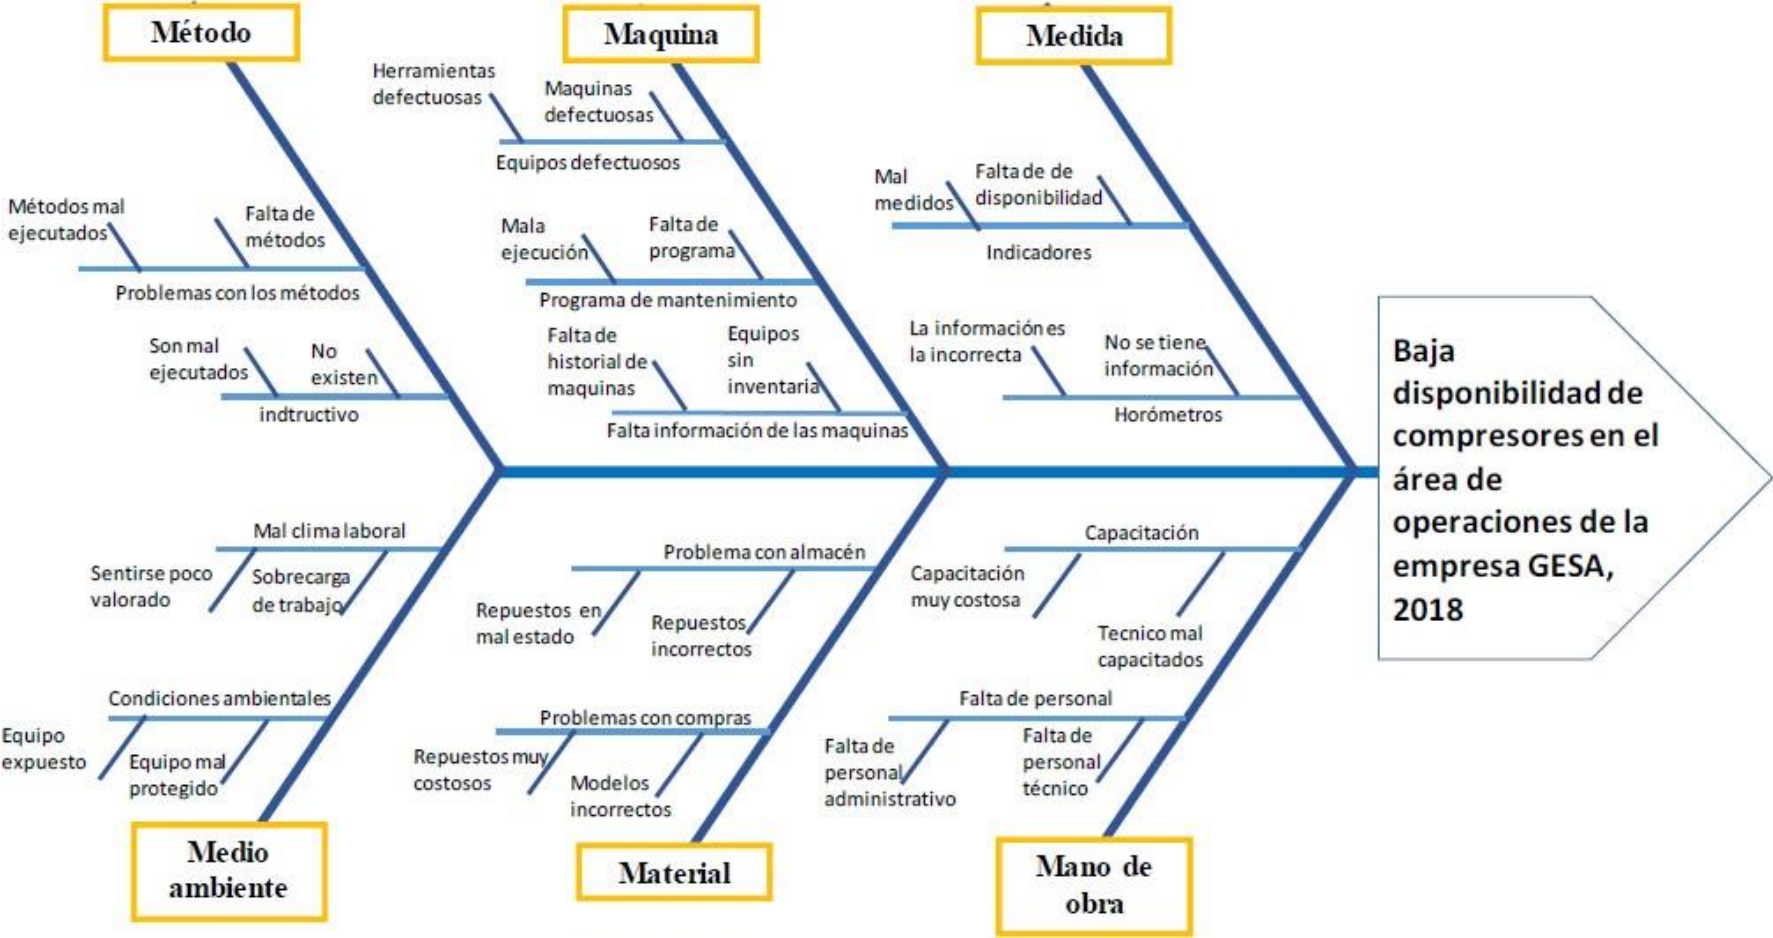 Método
Maquina
Medida
Herramientas
defectuosas
Maquinas
defectuosas
Equipos defectuosos
Mal
medidos
Falta de de
disponibilidad
Indicadores
Métodos mal
ejecutados
Falta de
métodos
Problemas con los métodos
Mala
ejecución
Falta de
programa
Programa de mantenimiento
Son mal
ejecutados
No
existen
indtructivo
Falta de
historial de
maquinas
Equipos
sin
inventaria
Falta información de las maquinas
La información es
la incorrecta
No se tiene
información
Horómetros
Baja
disponibilidad de
compresores en el
área de
operaciones de la
empresa GESA,
2018
Mal clima laboral
Sentirse poco
valorado
Sobrecarga
de trabajo
Problema con almacén
Repuestos en
mal estado
Repuestos
incorrectos
Capacitación
Capacitación
muy costosa
Tecnico mal
capacitados
Condiciones ambientales
Equipo
expuesto
Equipo mal
protegido
Problemas con compras
Repuestos muy
costosos
Modelos
incorrectos
Falta de personal
Falta de
personal
administrativo
Falta de
personal
técnico
Medio
ambiente
Material
Mano de
obra